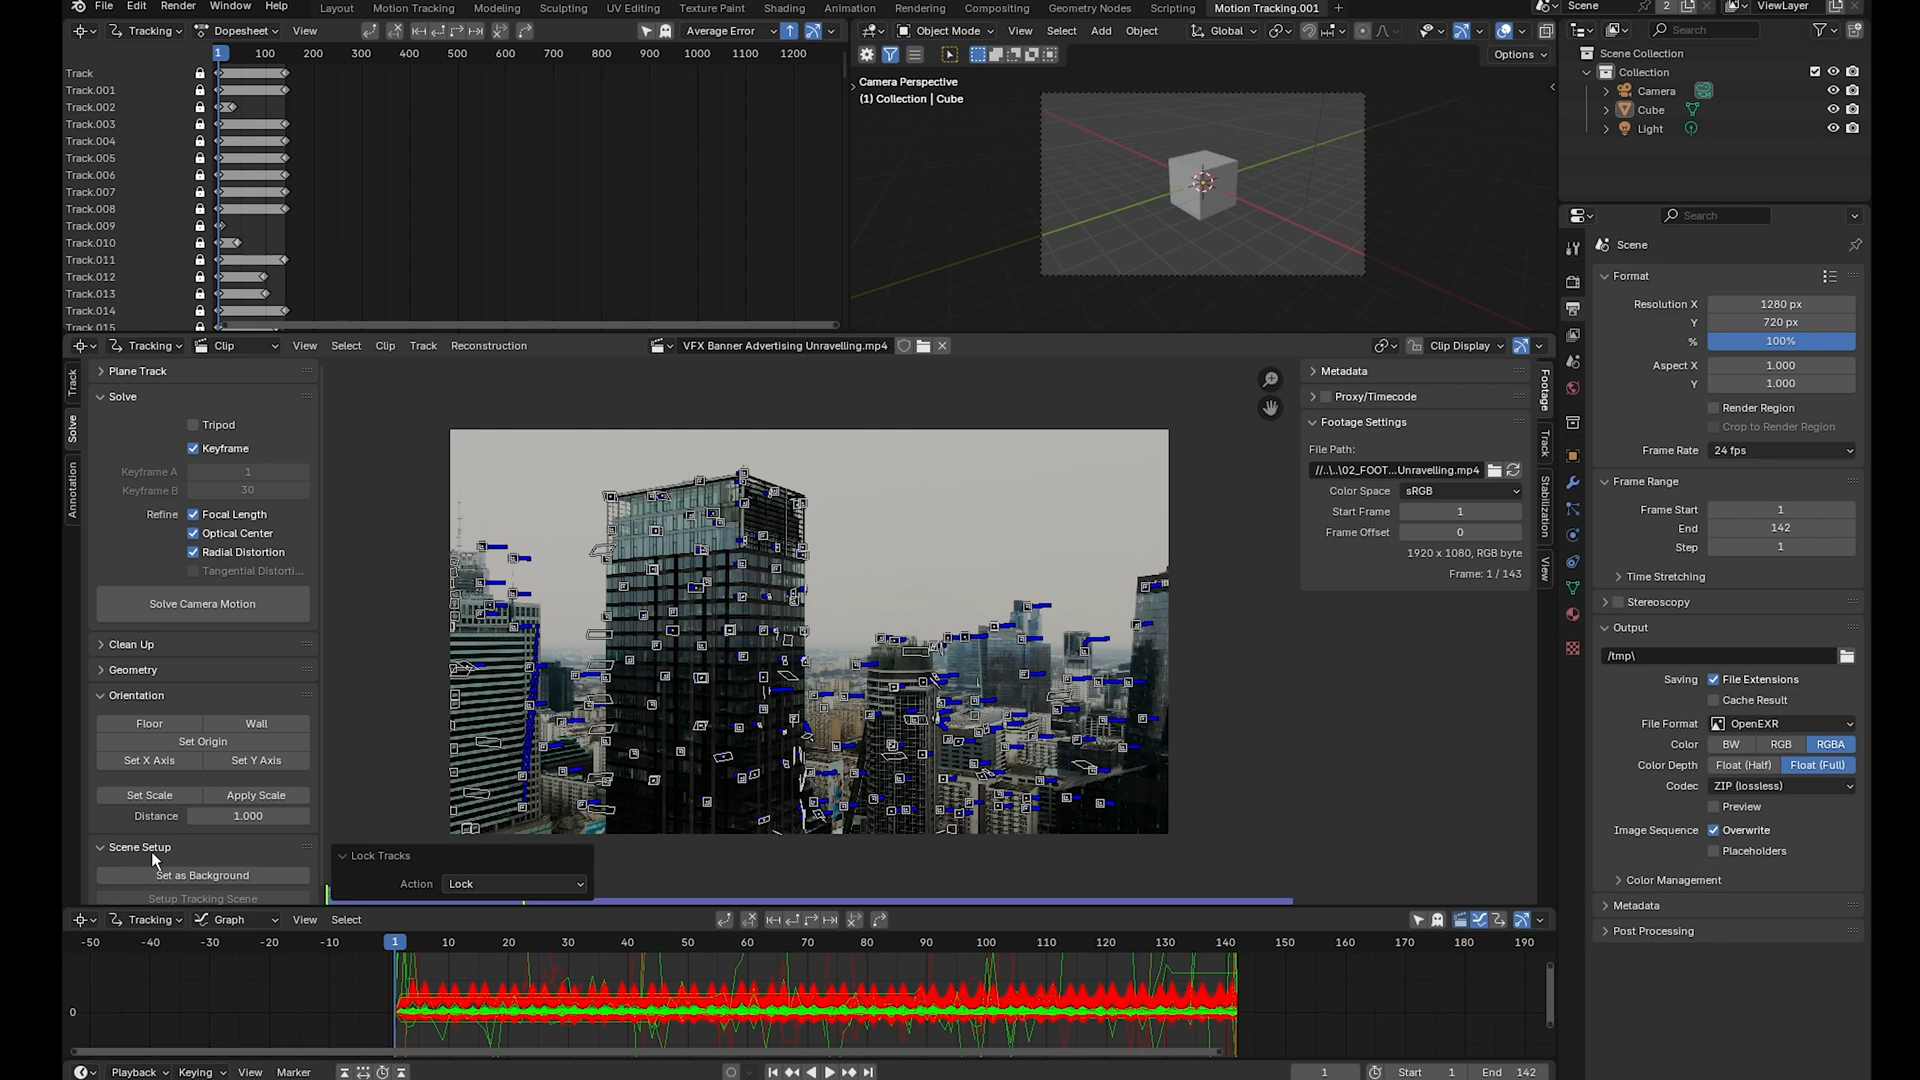 File Edit Render Window Help Layout Motion Tracking Modeling Sculpting UV Editing Texture Paint Shading Animation Rendering Compositing Geometry Nodes Scripting Motion Tracking.001 + Scene 2 ViewLayer
Tracking Dopesheet View Average Error
1 100 200 300 400 500 600 700 800 900 1000 1100 1200
Track
Track.001
Track.002
Track.003
Track.004
Track.005
Track.006
Track.007
Track.008
Track.009
Track.010
Track.011
Track.012
Track.013
Track.014
Track.015
Object Mode View Select Add Object Global
Options
Camera Perspective
(1) Collection | Cube
Search
Scene Collection
Collection
Camera
Cube
Light
Search
Scene
Format
Resolution X 1280 px
Y 720 px
% 100%
Aspect X 1.000
Y 1.000
Render Region
Crop to Render Region
Frame Rate 24 fps
Frame Range
Frame Start 1
End 142
Step 1
Time Stretching
Stereoscopy
Output
/tmp\
Saving File Extensions
Cache Result
File Format OpenEXR
Color BW RGB RGBA
Color Depth Float (Half) Float (Full)
Codec ZIP (lossless)
Preview
Image Sequence Overwrite
Placeholders
Color Management
Metadata
Post Processing
Tracking Clip View Select Clip Track Reconstruction VFX Banner Advertising Unravelling.mp4 Clip Display
Track
Solve
Annotation
Plane Track
Solve
Tripod
Keyframe
Keyframe A 1
Keyframe B 30
Refine Focal Length
Optical Center
Radial Distortion
Tangential Distorti...
Solve Camera Motion
Clean Up
Geometry
Orientation
Floor Wall
Set Origin
Set X Axis Set Y Axis
Set Scale Apply Scale
Distance 1.000
Scene Setup
Set as Background
Setup Tracking Scene
Lock Tracks
Action Lock
Metadata
Proxy/Timecode
Footage Settings
File Path:
//..\..\02_FOOT...Unravelling.mp4
Color Space sRGB
Start Frame 1
Frame Offset 0
1920 x 1080, RGB byte
Frame: 1 / 143
Footage
Track
Stabilization
View
Tracking Graph View Select
-50 -40 -30 -20 -10 1 10 20 30 40 50 60 70 80 90 100 110 120 130 140 150 160 170 180 190
0
Playback Keying View Marker 1 Start 1 End 142